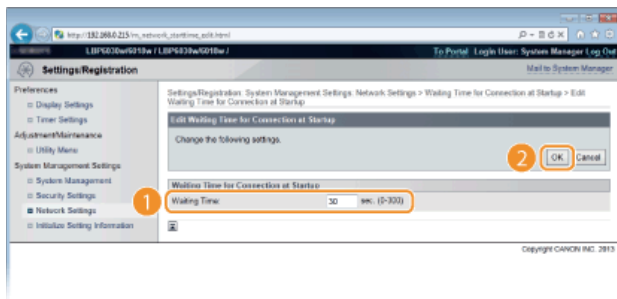 http://192.168.0.215/m_network_starttime_edit.html
LBP6030w/6018w / LBP6030w/6018w /
To Portal Login User: System Manager Log Out
Settings/Registration
Mail to System Manager
Preferences
Display Settings
Timer Settings
Adjustment/Maintenance
Utility Menu
System Management Settings
System Management
Security Settings
Network Settings
Initialize Setting Information
Settings/Registration: System Management Settings: Network Settings > Waiting Time for Connection at Startup > Edit
Waiting Time for Connection at Startup
Edit Waiting Time for Connection at Startup
Change the following settings.
2
OK Cancel
Waiting Time for Connection at Startup
1
Waiting Time: 30 sec. (0-300)
Copyright CANON INC. 2013